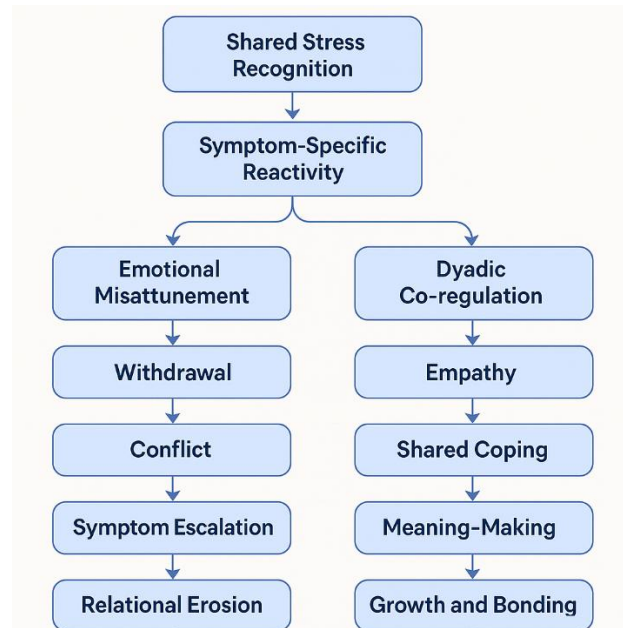 Shared Stress
Recognition
Symptom-Specific
Reactivity
Emotional
Misattunement
Withdrawal
Conflict
Symptom Escalation
Relational Erosion
Dyadic
Co-regulation
Empathy
Shared Coping
Meaning-Making
Growth and Bonding